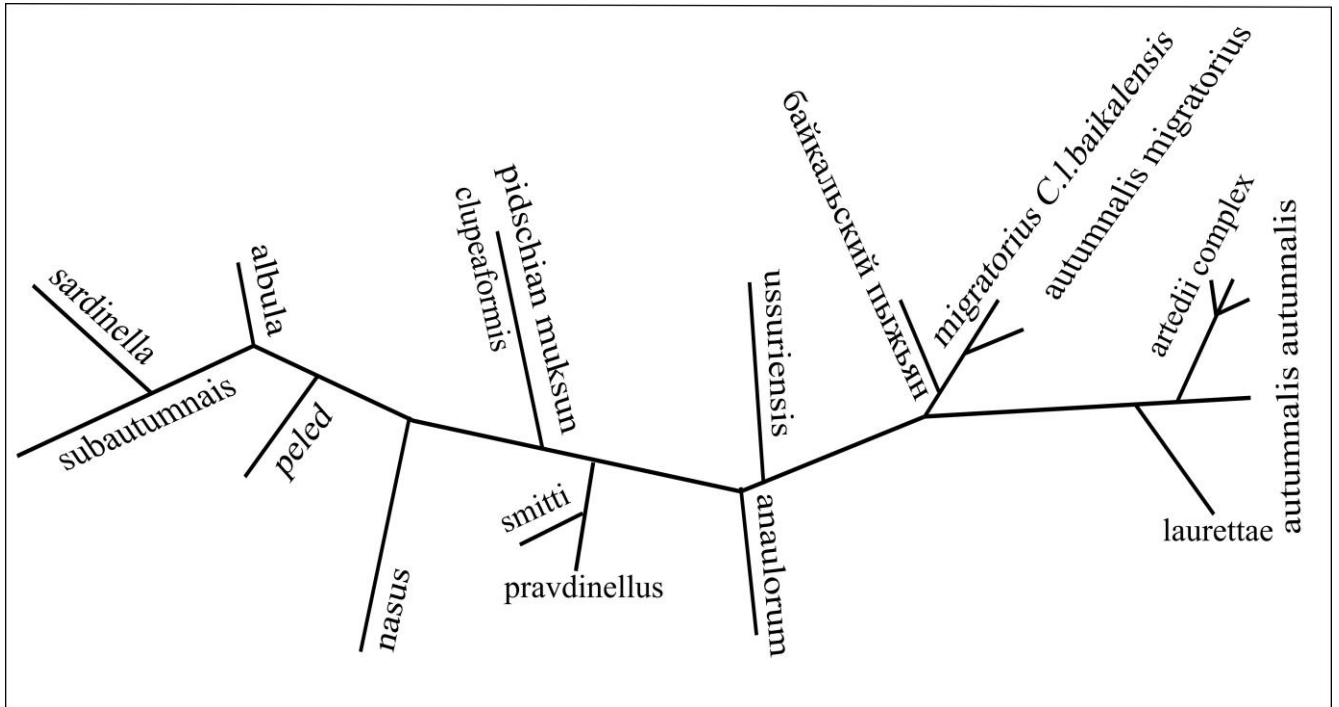 sardinella
subautumnais
albula
peled
nasus
pidschian muksun
clupeaformis
smitti
pravdinellus
ussuriensis
anaulorum
байкальский пыжьян
migratorius C.l.baikalensis
autumnalis migratorius
artedii complex
autumnalis autunnalis
laurettae